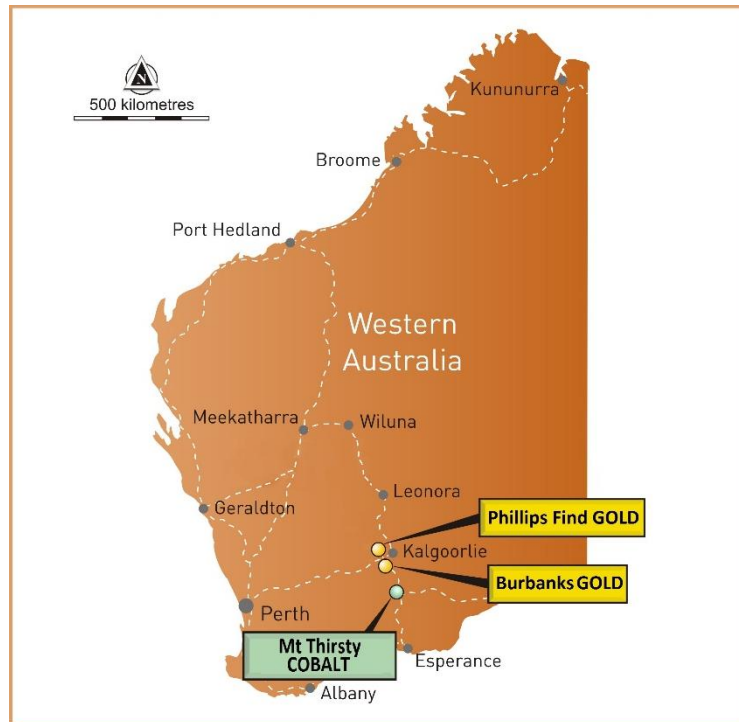 N
500 kilometres
Kununurra
Broome
Port Hedland
Western
Australia
Meekatharra
Wiluna
Leonora
Geraldton
Phillips Find GOLD
Kalgoorlie
Burbanks GOLD
Perth
Mt Thirsty
COBALT
Esperance
Albany